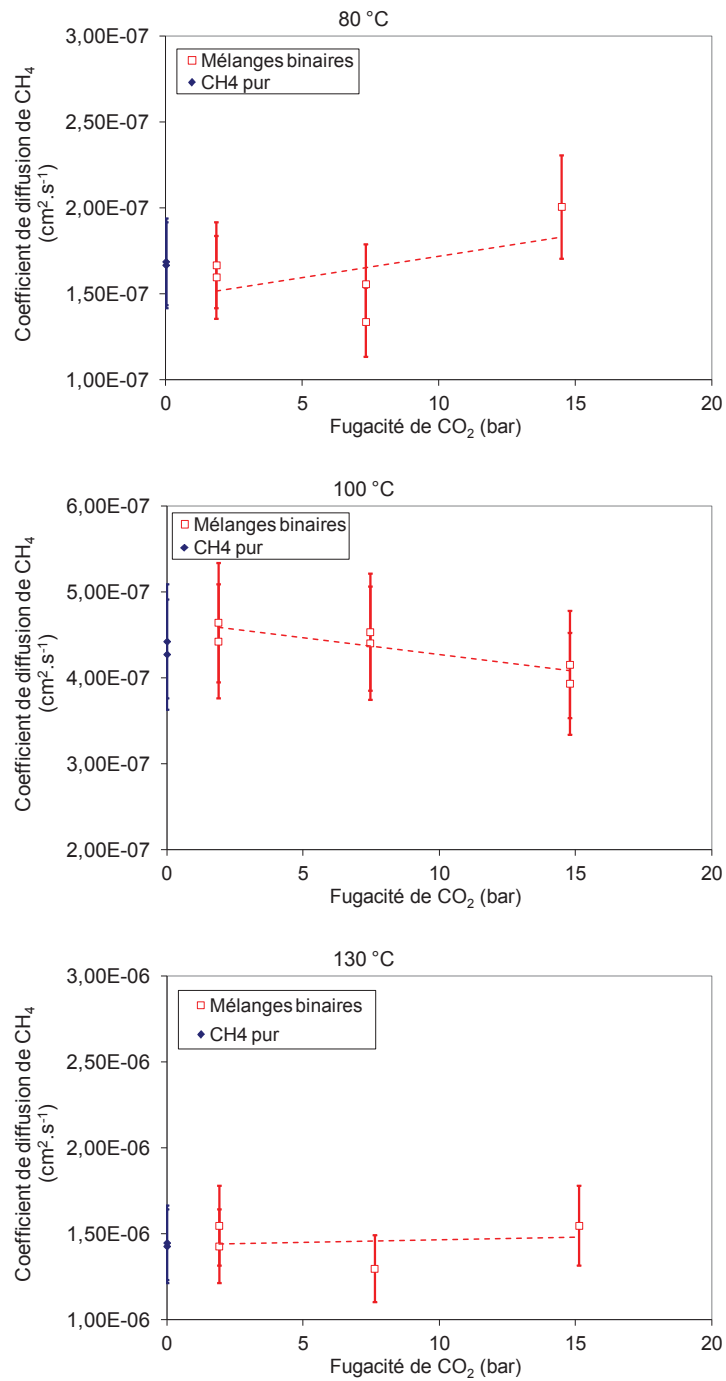 80 °C
3,00E-07
2,50E-07
2,00E-07
1,50E-07
1,00E-07
Coefficient de diffusion de CH₄
(cm².s⁻¹)
Mélanges binaires
CH4 pur
0 5 10 15 20
Fugacité de CO₂ (bar)
100 °C
6,00E-07
5,00E-07
4,00E-07
3,00E-07
2,00E-07
Coefficient de diffusion de CH₄
(cm².s⁻¹)
Mélanges binaires
CH4 pur
0 5 10 15 20
Fugacité de CO₂ (bar)
130 °C
3,00E-06
2,50E-06
2,00E-06
1,50E-06
1,00E-06
Coefficient de diffusion de CH₄
(cm².s⁻¹)
Mélanges binaires
CH4 pur
0 5 10 15 20
Fugacité de CO₂ (bar)